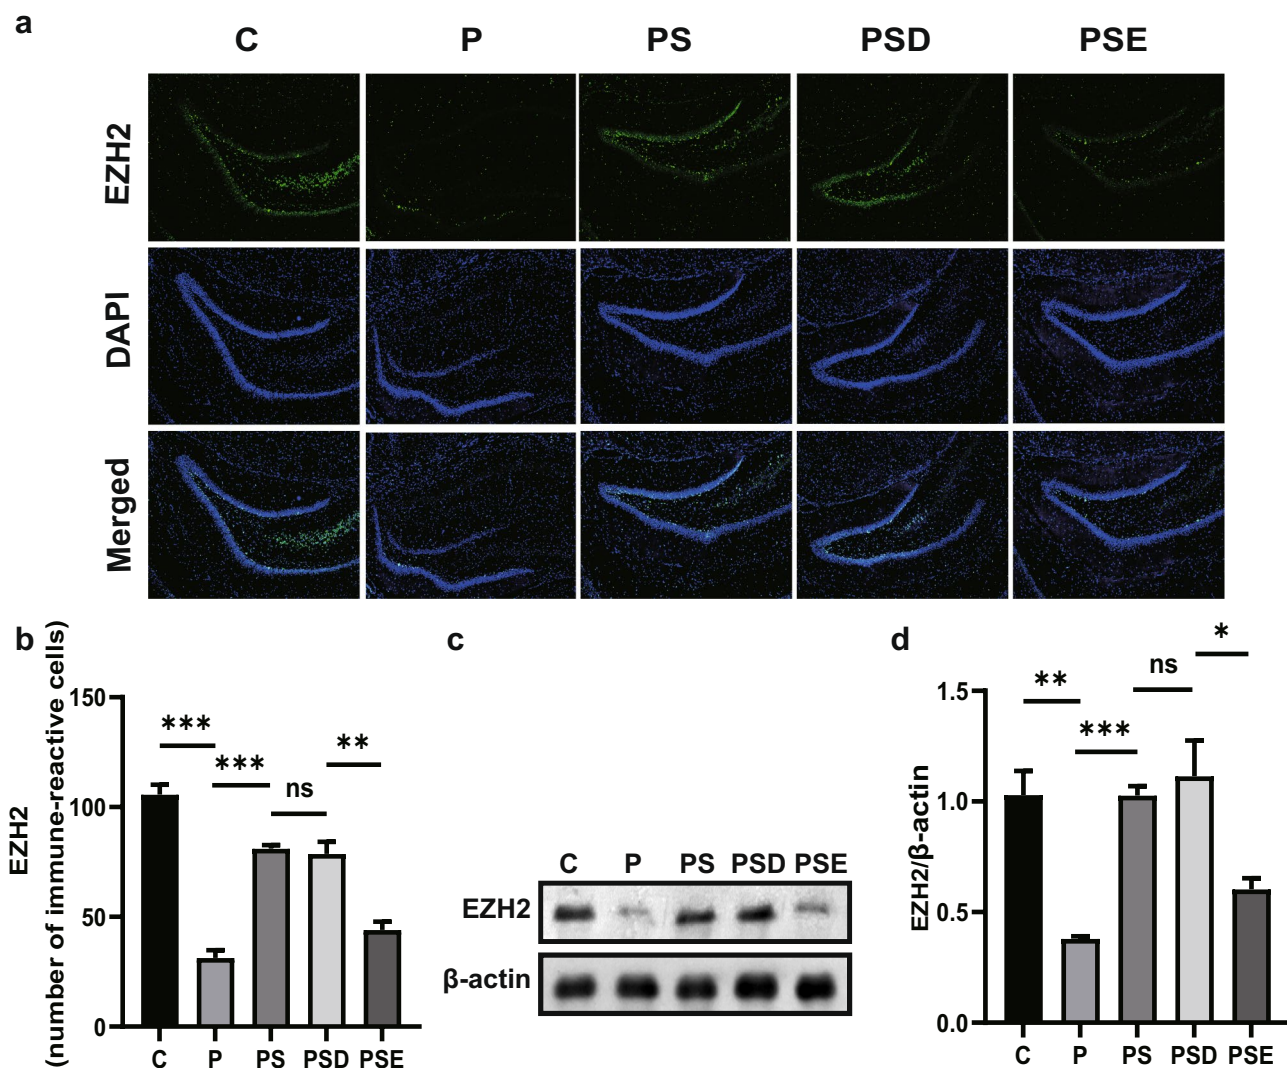 a
C P PS PSD PSE
EZH2
DAPI
Merged
b
EZH2
(number of immune-reactive cells)
150
100
50
0
***
***
ns
**
C P PS PSD PSE
c
C P PS PSD PSE
EZH2
β-actin
d
EZH2/β-actin
1.5
1.0
0.5
0.0
**
***
ns
*
C P PS PSD PSE